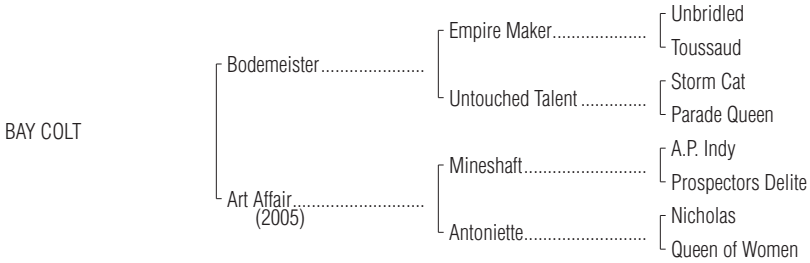 Unbridled
Empire Maker....................
Toussaud
Bodemeister......................
Storm Cat
Untouched Talent ..............
Parade Queen
BAY COLT
A.P. Indy
Mineshaft..........................
Prospectors Delite
Art Affair............................
(2005)
Nicholas
Antoniette..........................
Queen of Women